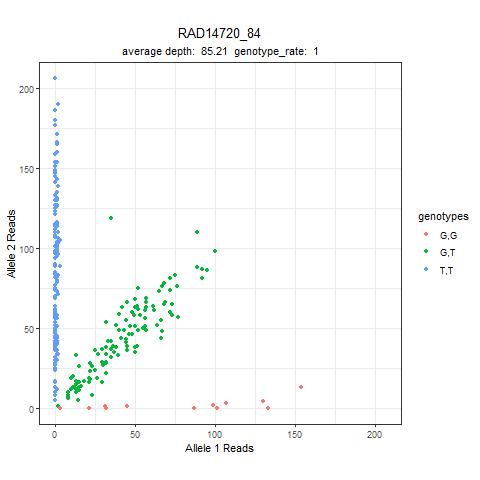 RAD14720_84
average depth: 85.21 genotype_rate: 1
200
150
100
50
0
Allele 2 Reads
0 50 100 150 200
Allele 1 Reads
genotypes
G,G
G,T
T,T